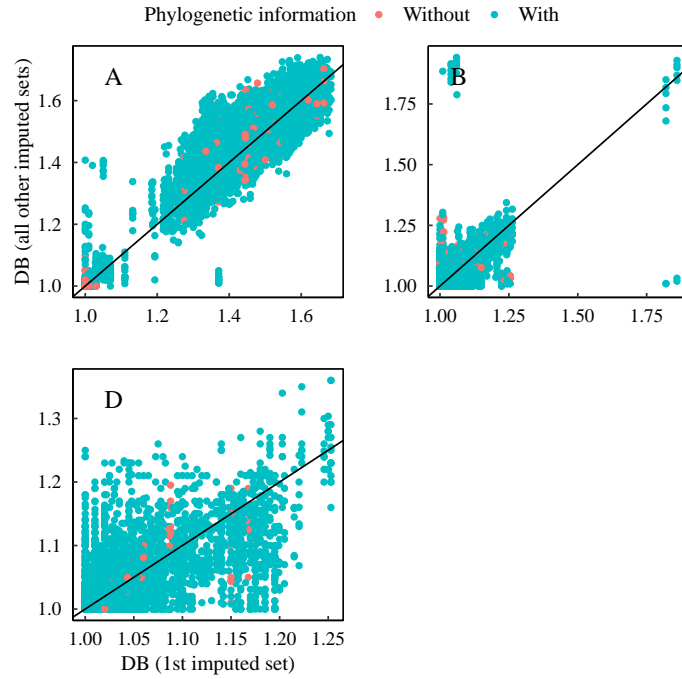 Phylogenetic information Without With
A
B
DB (all other imputed sets)
1.6
1.4
1.2
1.0
1.0 1.2 1.4 1.6
1.75
1.50
1.25
1.00
1.00 1.25 1.50 1.75
D
1.3
1.2
1.1
1.0
1.00 1.05 1.10 1.15 1.20 1.25
DB (1st imputed set)